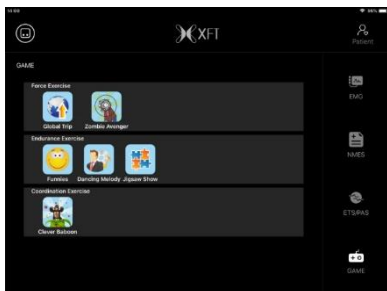 XFT
Patient
GAME
Force Exercise
Global Trip
Zombie Avenger
Endurance Exercise
Funnies
Dancing Melody
Jigsaw Show
Coordination Exercise
Clever Baboon
EMG
NMES
ETS/PAS
GAME